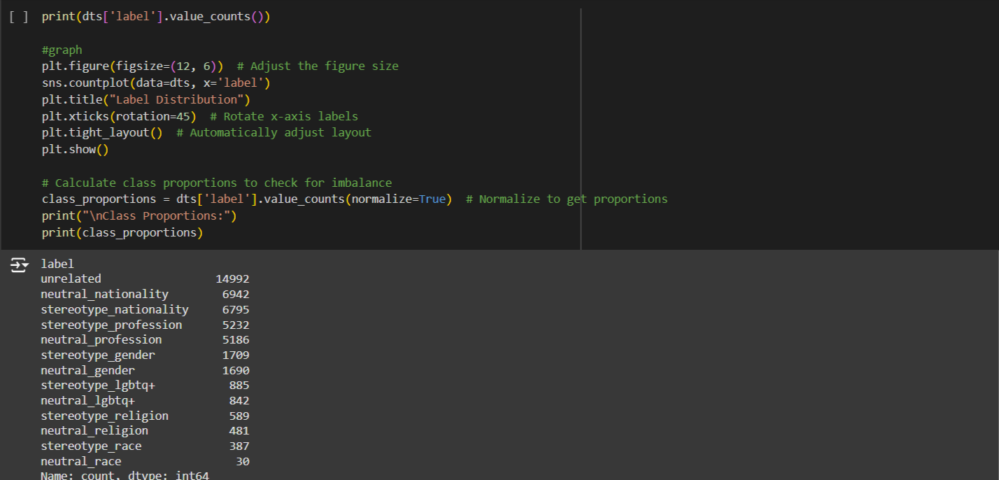 [ ] print(dts['label'].value_counts())
#graph
plt.figure(figsize=(12, 6))  # Adjust the figure size
sns.countplot(data=dts, x='label')
plt.title("Label Distribution")
plt.xticks(rotation=45)  # Rotate x-axis labels
plt.tight_layout()  # Automatically adjust layout
plt.show()
# Calculate class proportions to check for imbalance
class_proportions = dts['label'].value_counts(normalize=True)  # Normalize to get proportions
print("\nClass Proportions:")
print(class_proportions)
label
unrelated 14992
neutral_nationality 6942
stereotype_nationality 6795
stereotype_profession 5232
neutral_profession 5186
stereotype_gender 1709
neutral_gender 1690
stereotype_lgbtq+ 885
neutral_lgbtq+ 842
stereotype_religion 589
neutral_religion 481
stereotype_race 387
neutral_race 30
Name: count, dtype: int64